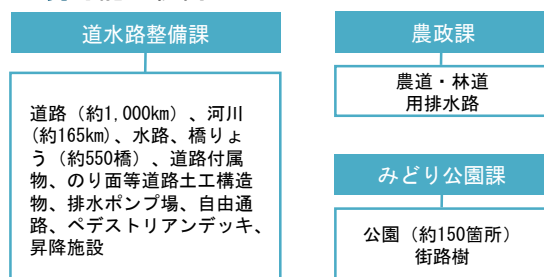 道水路整備課
道路（約1,000km）、河川
(約165km)、水路、橋りょ
う（約550橋）、道路付属
物、のり面等道路土工構造
物、排水ポンプ場、自由通
路、ペデストリアンデッキ、
昇降施設
農政課
農道・林道
用排水路
みどり公園課
公園（約150箇所）
街路樹